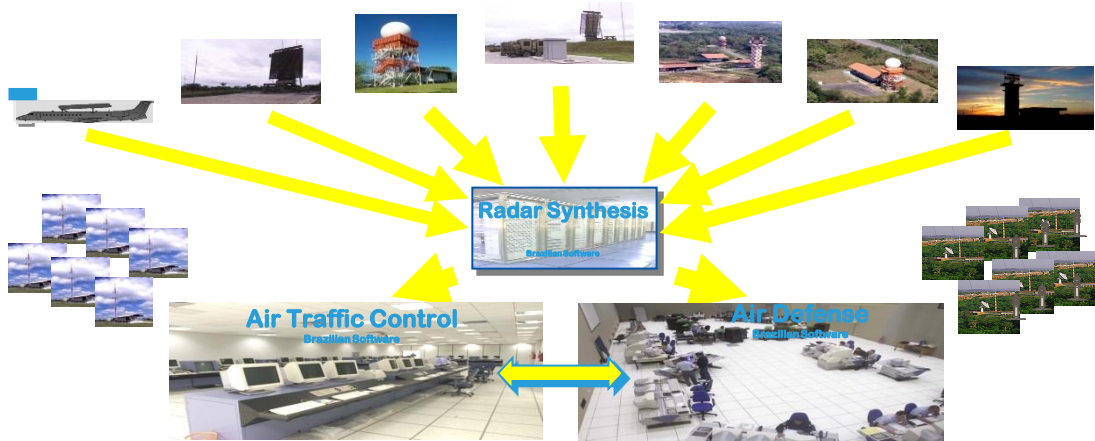 Radar Synthesis
Brazilian Software
Air Traffic Control
Brazilian Software
Air Defense
Brazilian Software